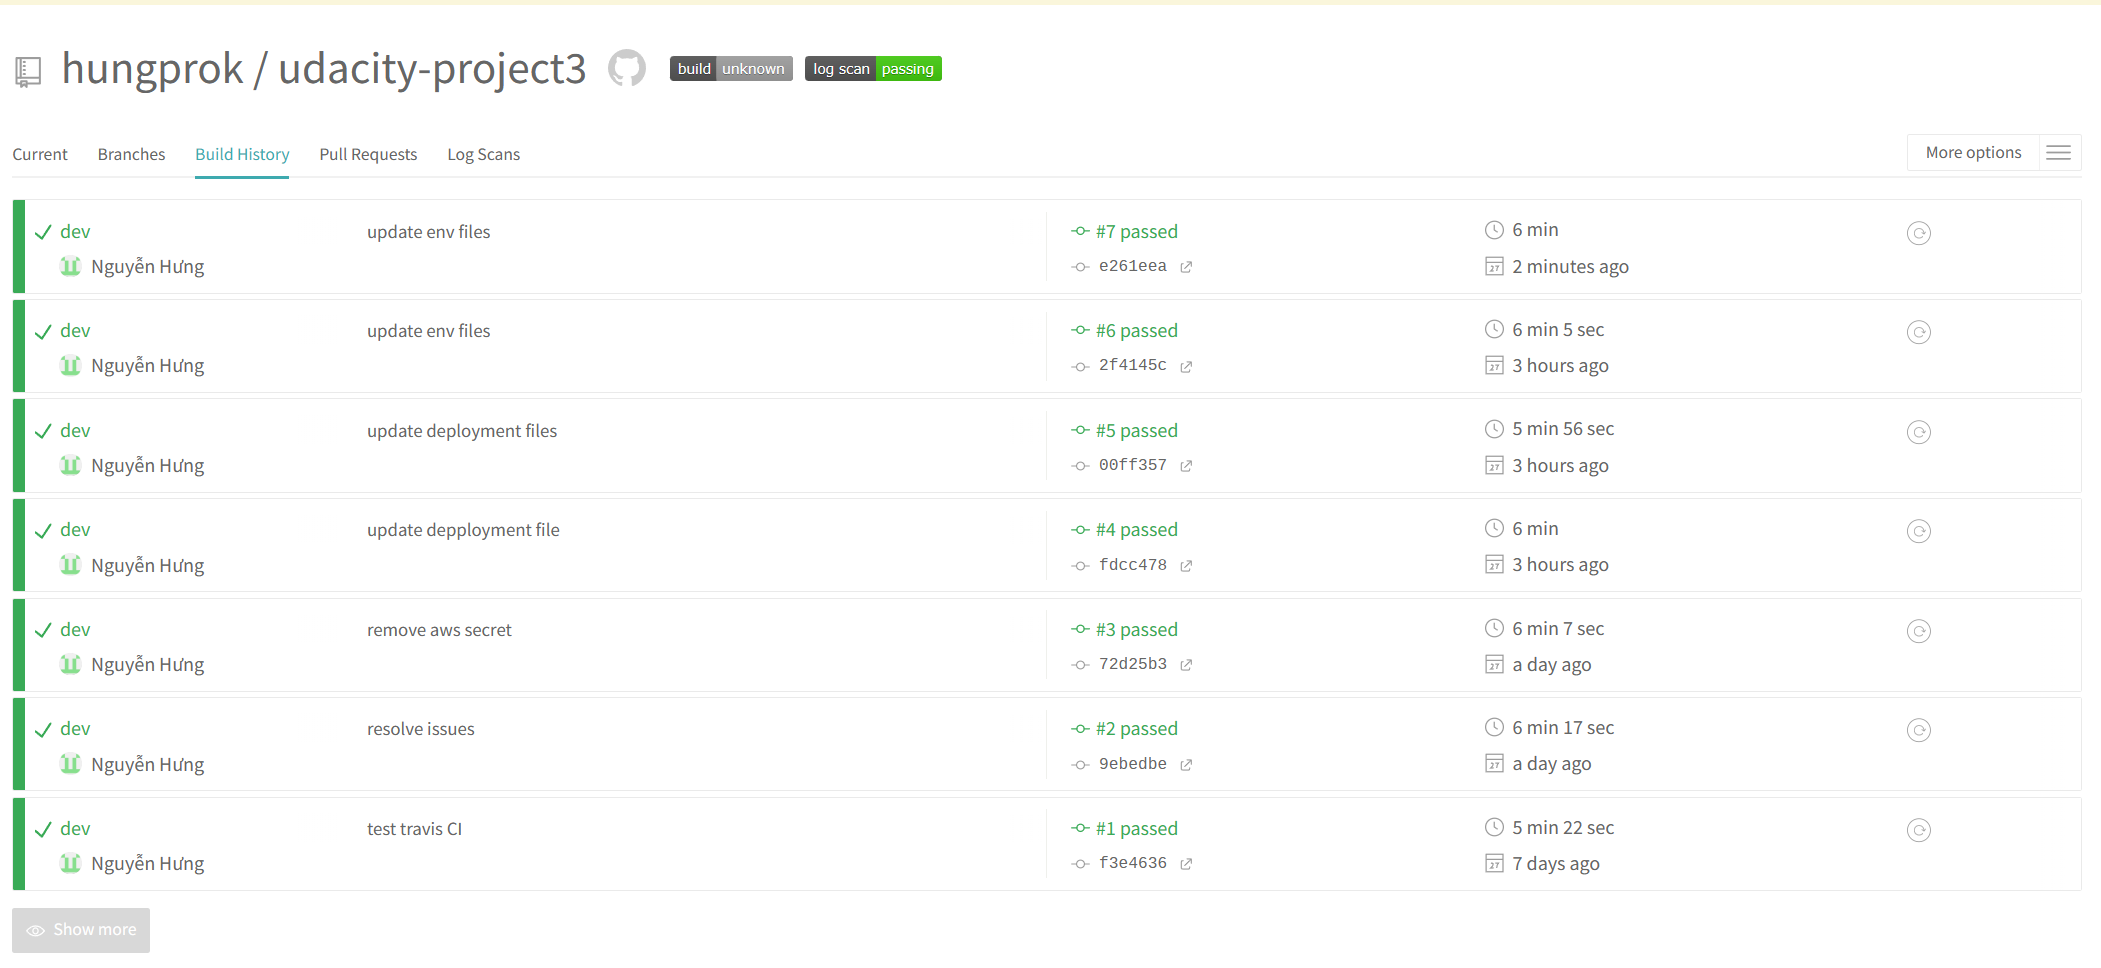 hungprok / udacity-project3 build unknown log scan passing
Current Branches Build History Pull Requests Log Scans More options
dev update env files #7 passed 6 min
Nguyễn Hưng e261eea 2 minutes ago
dev update env files #6 passed 6 min 5 sec
Nguyễn Hưng 2f4145c 3 hours ago
dev update deployment files #5 passed 5 min 56 sec
Nguyễn Hưng 00ff357 3 hours ago
dev update depployment file #4 passed 6 min
Nguyễn Hưng fdcc478 3 hours ago
dev remove aws secret #3 passed 6 min 7 sec
Nguyễn Hưng 72d25b3 a day ago
dev resolve issues #2 passed 6 min 17 sec
Nguyễn Hưng 9ebedbe a day ago
dev test travis CI #1 passed 5 min 22 sec
Nguyễn Hưng f3e4636 7 days ago
Show more